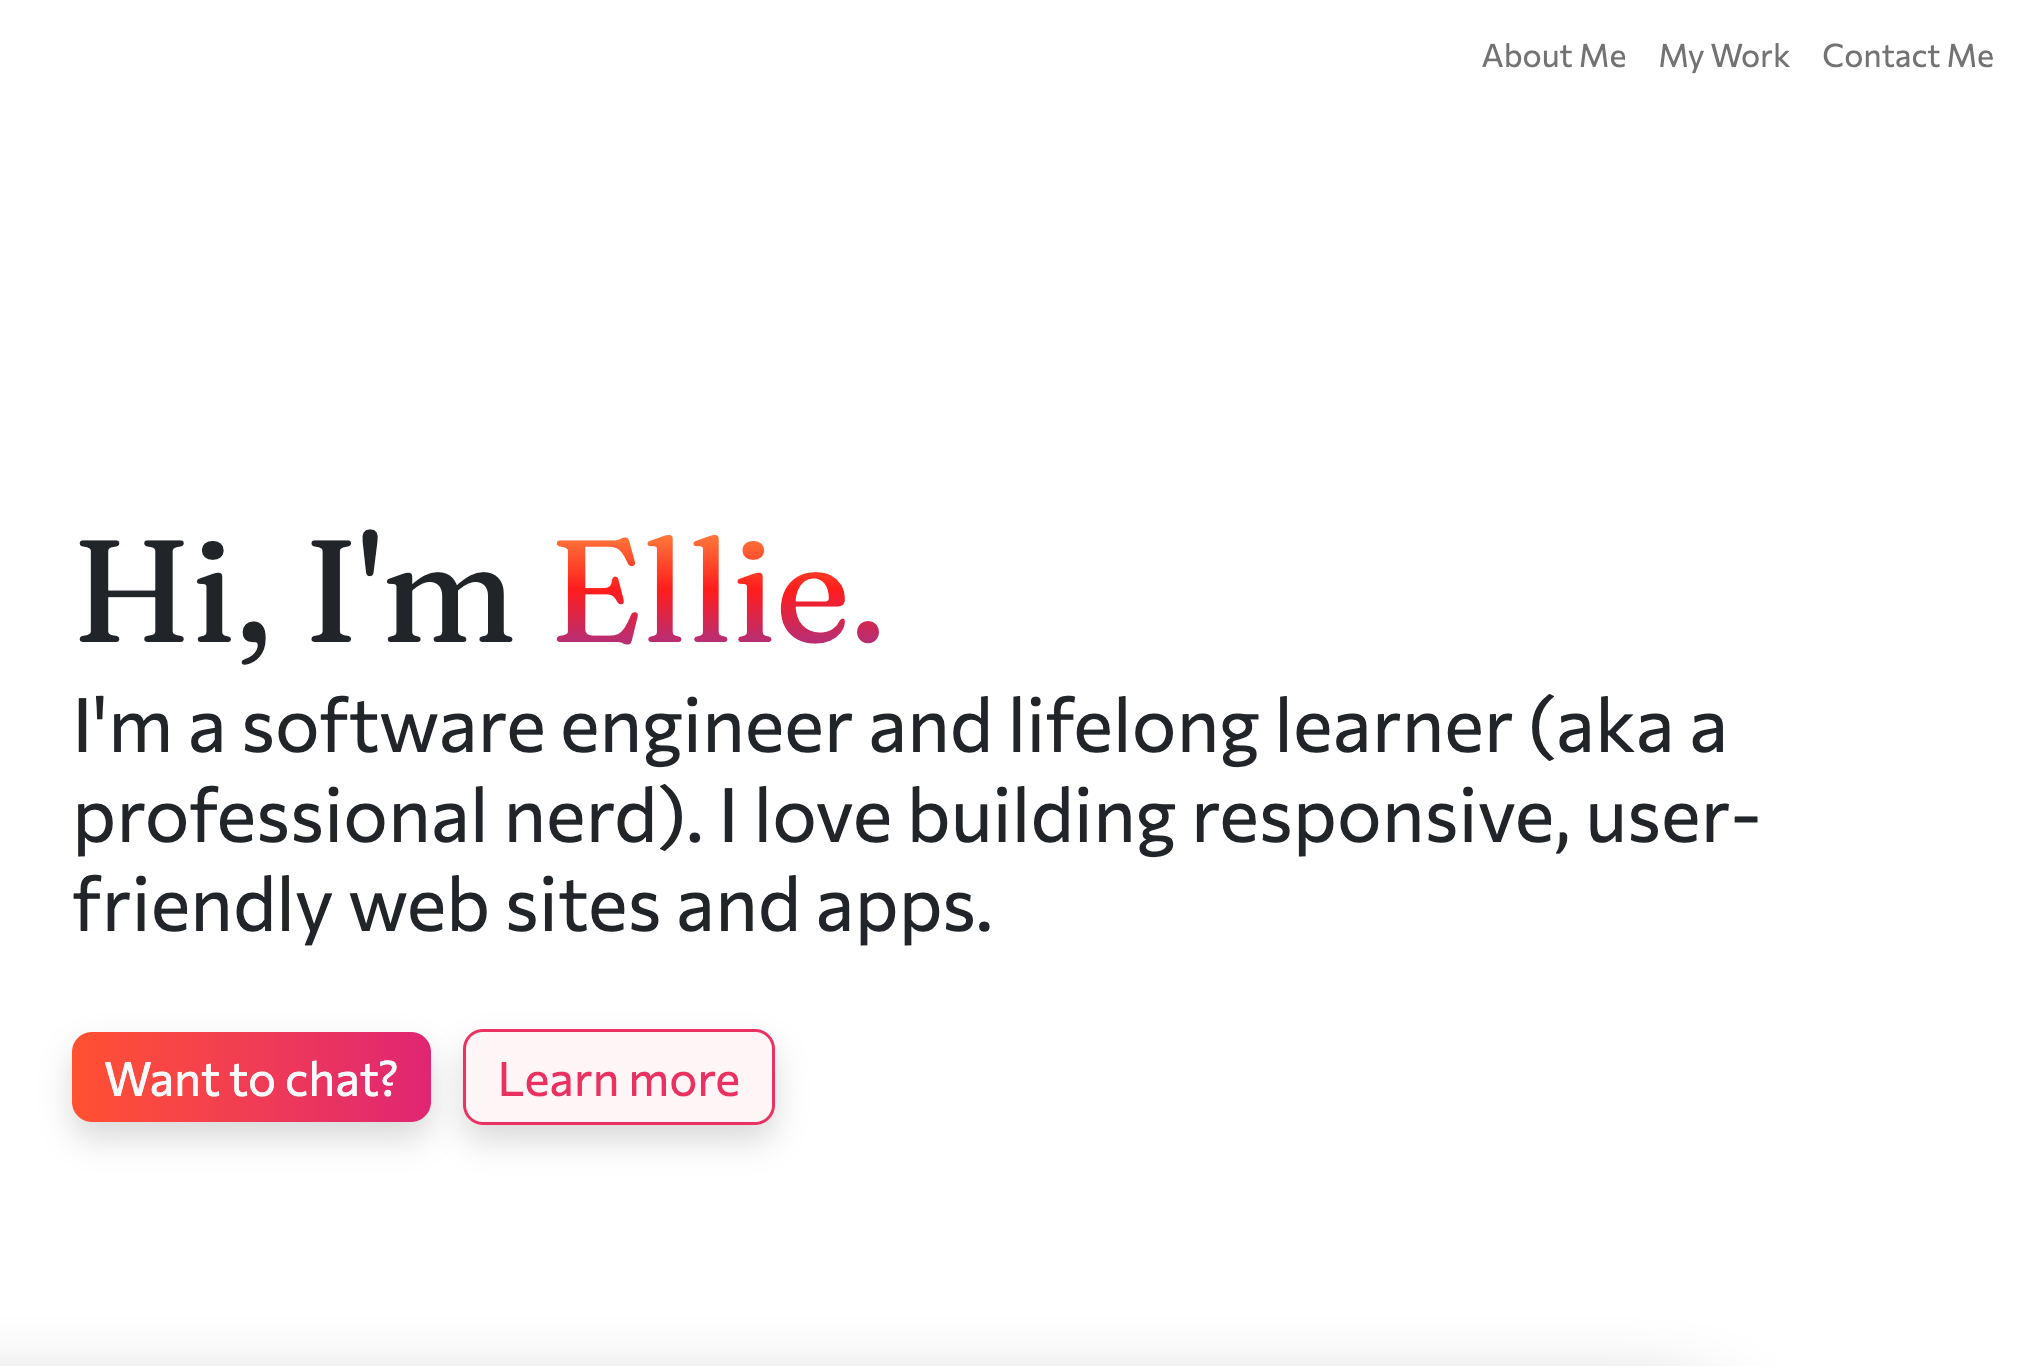 About Me My Work Contact Me
Hi, I'm Ellie.
I'm a software engineer and lifelong learner (aka a
professional nerd). I love building responsive, user-
friendly web sites and apps.
Want to chat? Learn more